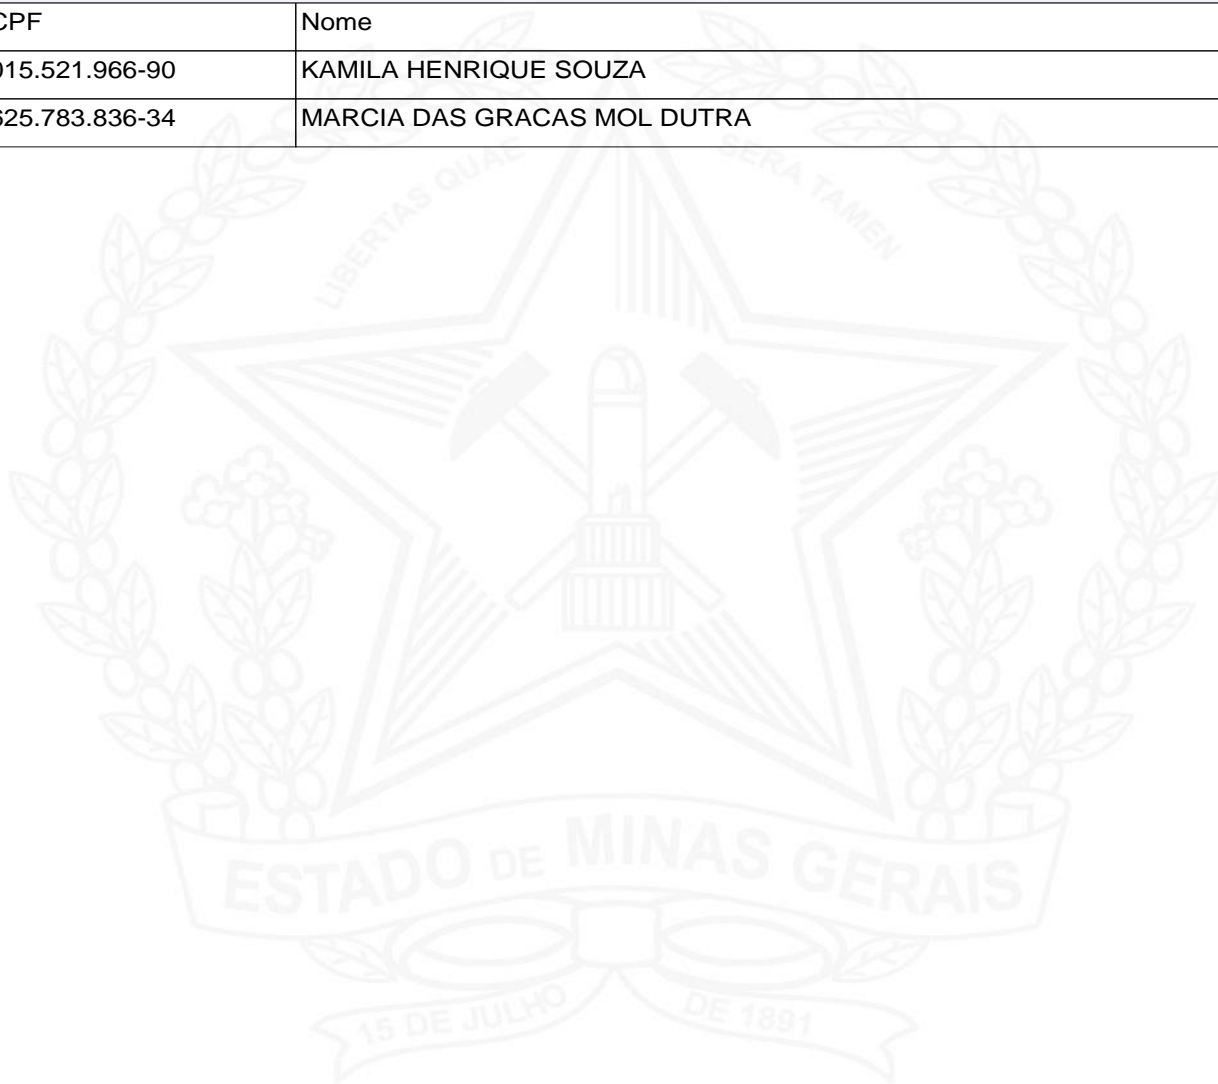 CPF Nome
015.521.966-90 KAMILA HENRIQUE SOUZA
625.783.836-34 MARCIA DAS GRACAS MOL DUTRA
LIBERTAS QUAE SERA TAMEN
ESTADO DE MINAS GERAIS
15 DE JULHO DE 1891